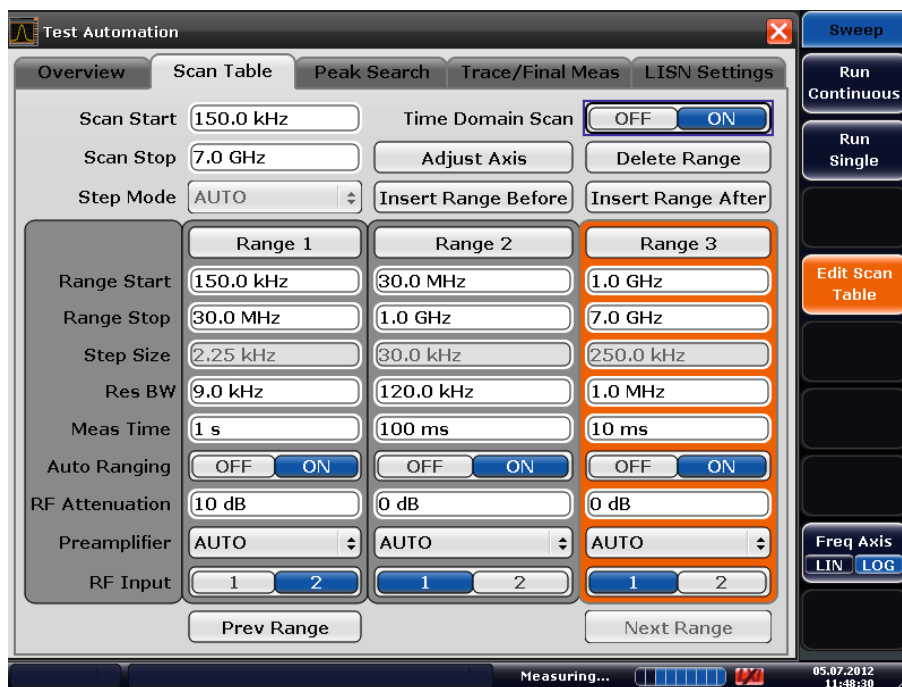 Test Automation
Sweep
Overview Scan Table Peak Search Trace/Final Meas LISN Settings
Run Continuous
Scan Start 150.0 kHz Time Domain Scan OFF ON
Scan Stop 7.0 GHz Adjust Axis Delete Range
Run Single
Step Mode AUTO Insert Range Before Insert Range After
Range 1 Range 2 Range 3
Edit Scan Table
Range Start 150.0 kHz 30.0 MHz 1.0 GHz
Range Stop 30.0 MHz 1.0 GHz 7.0 GHz
Step Size 2.25 kHz 30.0 kHz 250.0 kHz
Res BW 9.0 kHz 120.0 kHz 1.0 MHz
Meas Time 1 s 100 ms 10 ms
Auto Ranging OFF ON OFF ON OFF ON
RF Attenuation 10 dB 0 dB 0 dB
Preamplifier AUTO AUTO AUTO
Freq Axis
LIN LOG
RF Input 1 2 1 2 1 2
Prev Range Next Range
Measuring... LXI 05.07.2012
11:48:30